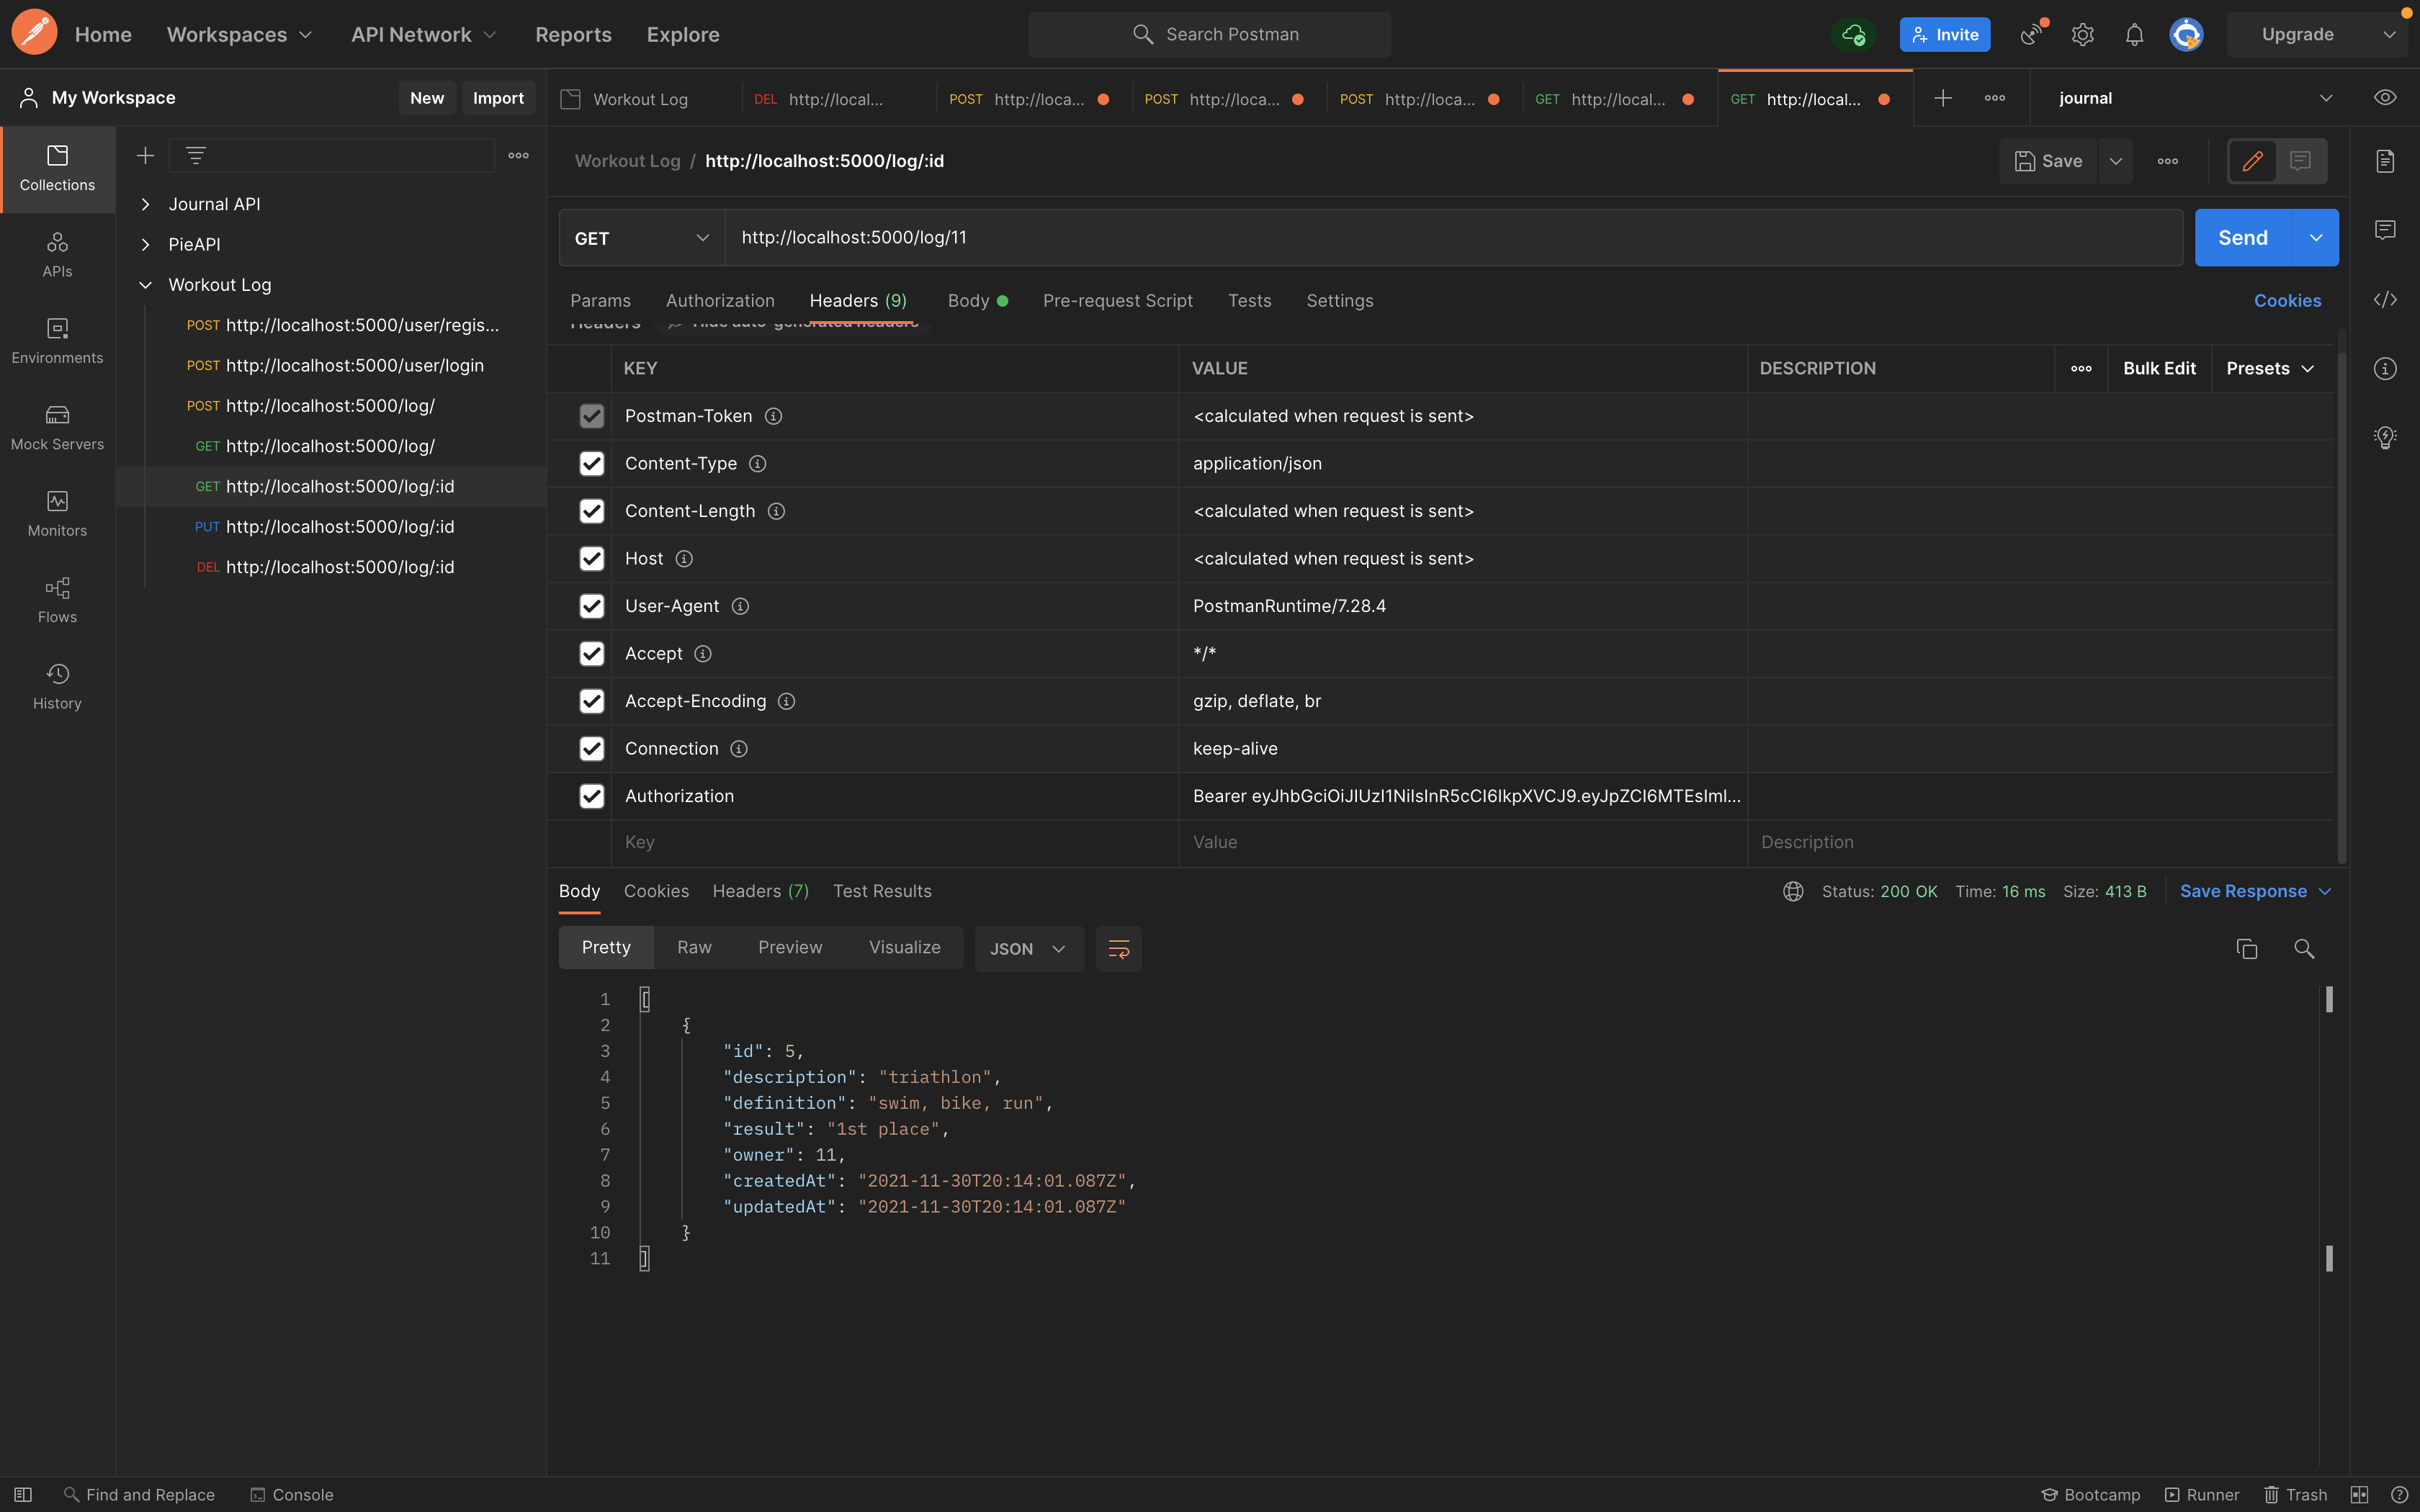 Home Workspaces API Network Reports Explore Search Postman Invite Upgrade
My Workspace New Import
Workout Log DEL http://local... POST http://loca... POST http://loca... POST http://loca... GET http://local... GET http://local... journal
Collections
APIs
Environments
Mock Servers
Monitors
Flows
History
Journal API
PieAPI
Workout Log
POST http://localhost:5000/user/regis...
POST http://localhost:5000/user/login
POST http://localhost:5000/log/
GET http://localhost:5000/log/
GET http://localhost:5000/log/:id
PUT http://localhost:5000/log/:id
DEL http://localhost:5000/log/:id
Workout Log / http://localhost:5000/log/:id Save
GET http://localhost:5000/log/11 Send
Params Authorization Headers (9) Body Pre-request Script Tests Settings Cookies
Headers Hide auto-generated headers
KEY VALUE DESCRIPTION Bulk Edit Presets
Postman-Token <calculated when request is sent>
Content-Type application/json
Content-Length <calculated when request is sent>
Host <calculated when request is sent>
User-Agent PostmanRuntime/7.28.4
Accept */*
Accept-Encoding gzip, deflate, br
Connection keep-alive
Authorization Bearer eyJhbGciOiJIUzI1NiIsInR5cCI6IkpXVCJ9.eyJpZCI6MTEsImI...
Key Value Description
Body Cookies Headers (7) Test Results Status: 200 OK Time: 16 ms Size: 413 B Save Response
Pretty Raw Preview Visualize JSON
1 [
2 {
3 "id": 5,
4 "description": "triathlon",
5 "definition": "swim, bike, run",
6 "result": "1st place",
7 "owner": 11,
8 "createdAt": "2021-11-30T20:14:01.087Z",
9 "updatedAt": "2021-11-30T20:14:01.087Z"
10 }
11 ]
Find and Replace Console Bootcamp Runner Trash